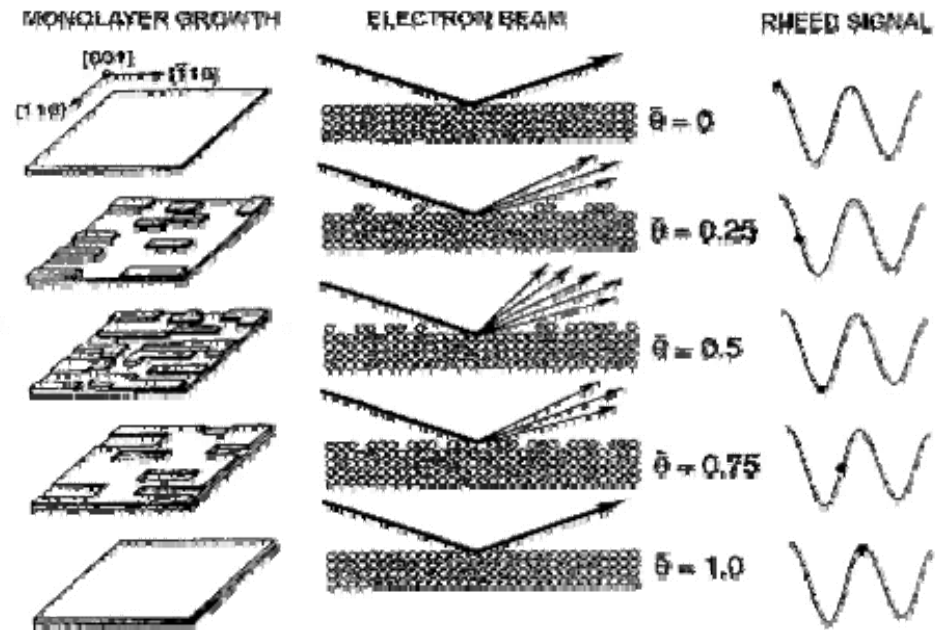 MONOLAYER GROWTH ELECTRON BEAM RHEED SIGNAL
[001]
[1̄10]
[110]
θ̄ = 0
θ̄ = 0.25
θ̄ = 0.5
θ̄ = 0.75
θ̄ = 1.0